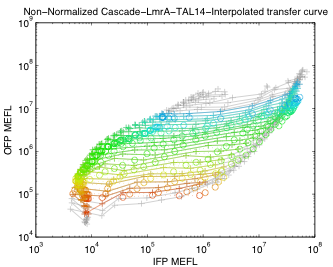 Non−Normalized Cascade−LmrA−TAL14−Interpolated transfer curve
10^9
10^8
10^7
10^6
10^5
10^4
OFP MEFL
10^3 10^4 10^5 10^6 10^7 10^8
IFP MEFL